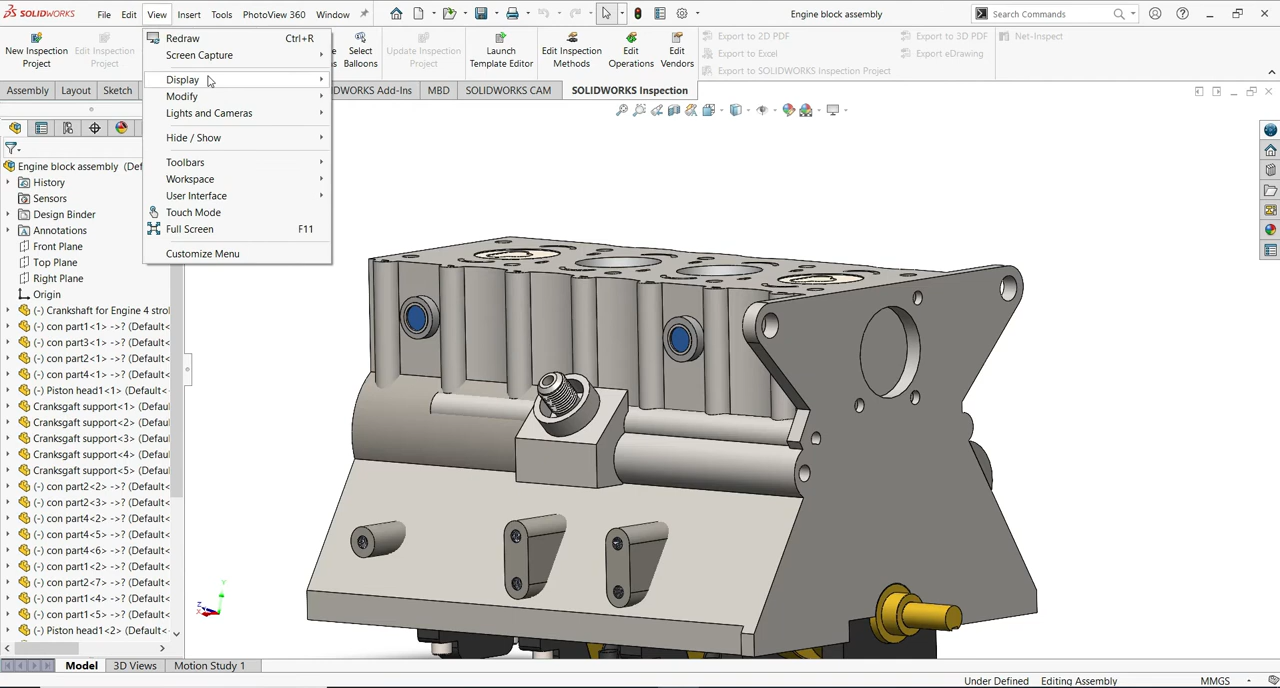 SOLIDWORKS File Edit View Insert Tools PhotoView 360 Window Engine block assembly Search Commands
New Inspection Project
Edit Inspection Project
Select Balloons
Update Inspection Project
Launch Template Editor
Edit Inspection Methods
Edit Operations
Edit Vendors
Export to 2D PDF
Export to Excel
Export to SOLIDWORKS Inspection Project
Export to 3D PDF
Export eDrawing
Net-Inspect
Assembly Layout Sketch DWORKS Add-Ins MBD SOLIDWORKS CAM SOLIDWORKS Inspection
Redraw Ctrl+R
Screen Capture
Display
Modify
Lights and Cameras
Hide / Show
Toolbars
Workspace
User Interface
Touch Mode
Full Screen F11
Customize Menu
Engine block assembly (Def
History
Sensors
Design Binder
Annotations
Front Plane
Top Plane
Right Plane
Origin
(-) Crankshaft for Engine 4 strol
(-) con part1<1> ->? (Default<
(-) con part3<1> ->? (Default<
(-) con part2<1> ->? (Default<
(-) con part4<1> ->? (Default<
(-) Piston head1<1> (Default<
Cranksgaft support<1> (Defau
Cranksgaft support<2> (Defau
Cranksgaft support<3> (Defau
Cranksgaft support<4> (Defau
Cranksgaft support<5> (Defau
(-) con part2<2> ->? (Default<
(-) con part2<3> ->? (Default<
(-) con part4<2> ->? (Default<
(-) con part4<5> ->? (Default<
(-) con part4<6> ->? (Default<
(-) con part1<2> ->? (Default<
(-) con part2<7> ->? (Default<
(-) con part1<4> ->? (Default<
(-) con part1<5> ->? (Default<
(-) Piston head1<2> (Default<
Y
Z
X
Model 3D Views Motion Study 1
Under Defined Editing Assembly MMGS